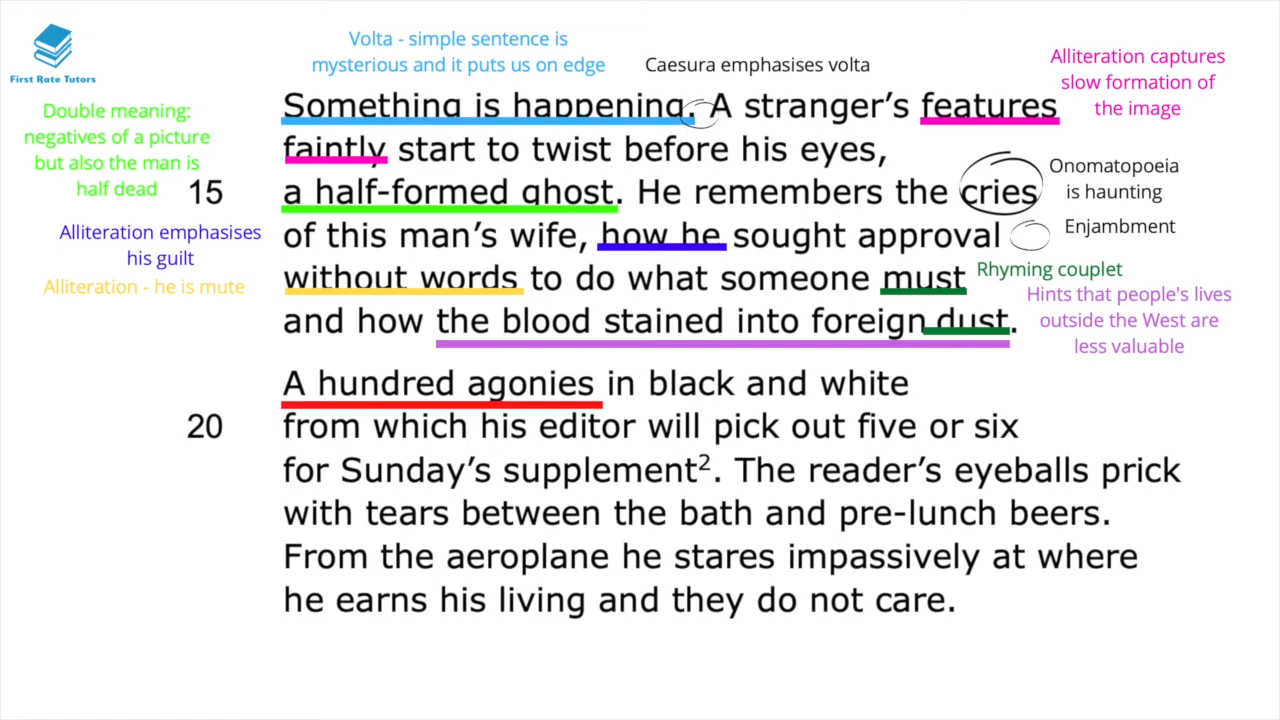 First Rate Tutors
Volta - simple sentence is
mysterious and it puts us on edge
Caesura emphasises volta
Alliteration captures
slow formation of
the image
Double meaning:
negatives of a picture
but also the man is
half dead
Something is happening. A stranger's features
faintly start to twist before his eyes,
15 a half-formed ghost. He remembers the cries
Onomatopoeia
is haunting
of this man's wife, how he sought approval
Enjambment
Alliteration emphasises
his guilt
without words to do what someone must
Alliteration - he is mute
Rhyming couplet
and how the blood stained into foreign dust.
Hints that people's lives
outside the West are
less valuable
A hundred agonies in black and white
20 from which his editor will pick out five or six
for Sunday's supplement². The reader's eyeballs prick
with tears between the bath and pre-lunch beers.
From the aeroplane he stares impassively at where
he earns his living and they do not care.